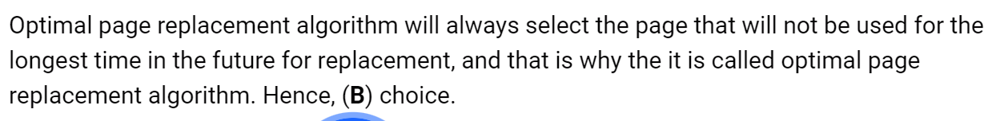 Optimal page replacement algorithm will always select the page that will not be used for the
longest time in the future for replacement, and that is why the it is called optimal page
replacement algorithm. Hence, (B) choice.